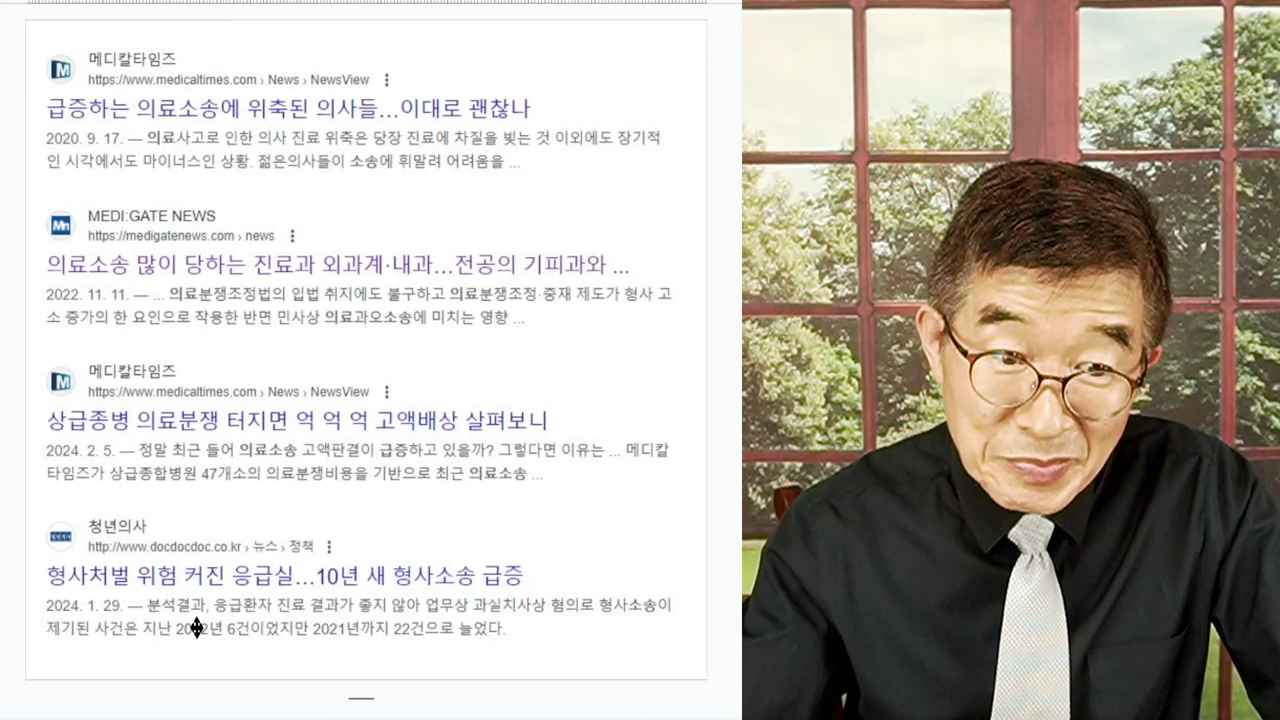 메디칼타임즈
https://www.medicaltimes.com › News › NewsView
급증하는 의료소송에 위축된 의사들...이대로 괜찮나
2020. 9. 17. — 의료사고로 인한 의사 진료 위축은 당장 진료에 차질을 빚는 것 이외에도 장기적
인 시각에서도 마이너스인 상황. 젊은의사들이 소송에 휘말려 어려움을 ...
MEDI:GATE NEWS
https://medigatenews.com › news
의료소송 많이 당하는 진료과 외과계·내과...전공의 기피과와 ...
2022. 11. 11. — ... 의료분쟁조정법의 입법 취지에도 불구하고 의료분쟁조정·중재 제도가 형사 고
소 증가의 한 요인으로 작용한 반면 민사상 의료과오소송에 미치는 영향 ...
메디칼타임즈
https://www.medicaltimes.com › News › NewsView
상급종병 의료분쟁 터지면 억 억 억 고액배상 살펴보니
2024. 2. 5. — 정말 최근 들어 의료소송 고액판결이 급증하고 있을까? 그렇다면 이유는 ... 메디칼
타임즈가 상급종합병원 47개소의 의료분쟁비용을 기반으로 최근 의료소송 ...
청년의사
http://www.docdocdoc.co.kr › 뉴스 › 정책
형사처벌 위험 커진 응급실...10년 새 형사소송 급증
2024. 1. 29. — 분석결과, 응급환자 진료 결과가 좋지 않아 업무상 과실치사상 혐의로 형사소송이
제기된 사건은 지난 6건이었지만 2021년까지 22건으로 늘었다.